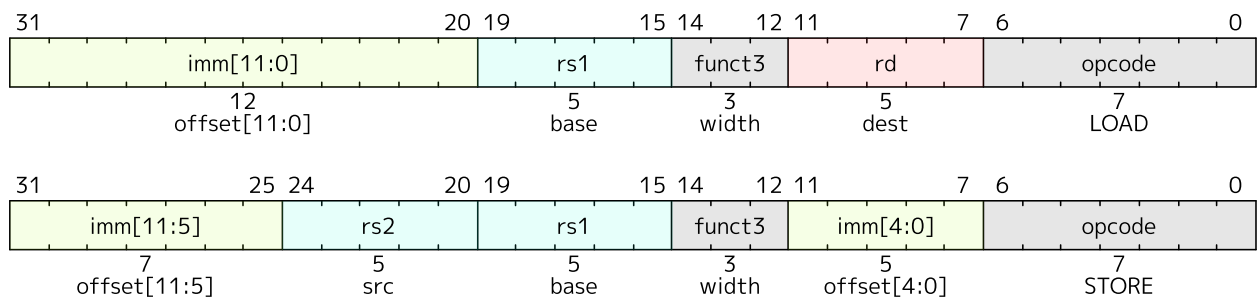 31 20 19 15 14 12 11 7 6 0
imm[11:0] rs1 funct3 rd opcode
12 5 3 5 7
offset[11:0] base width dest LOAD
31 25 24 20 19 15 14 12 11 7 6 0
imm[11:5] rs2 rs1 funct3 imm[4:0] opcode
7 5 5 3 5 7
offset[11:5] src base width offset[4:0] STORE